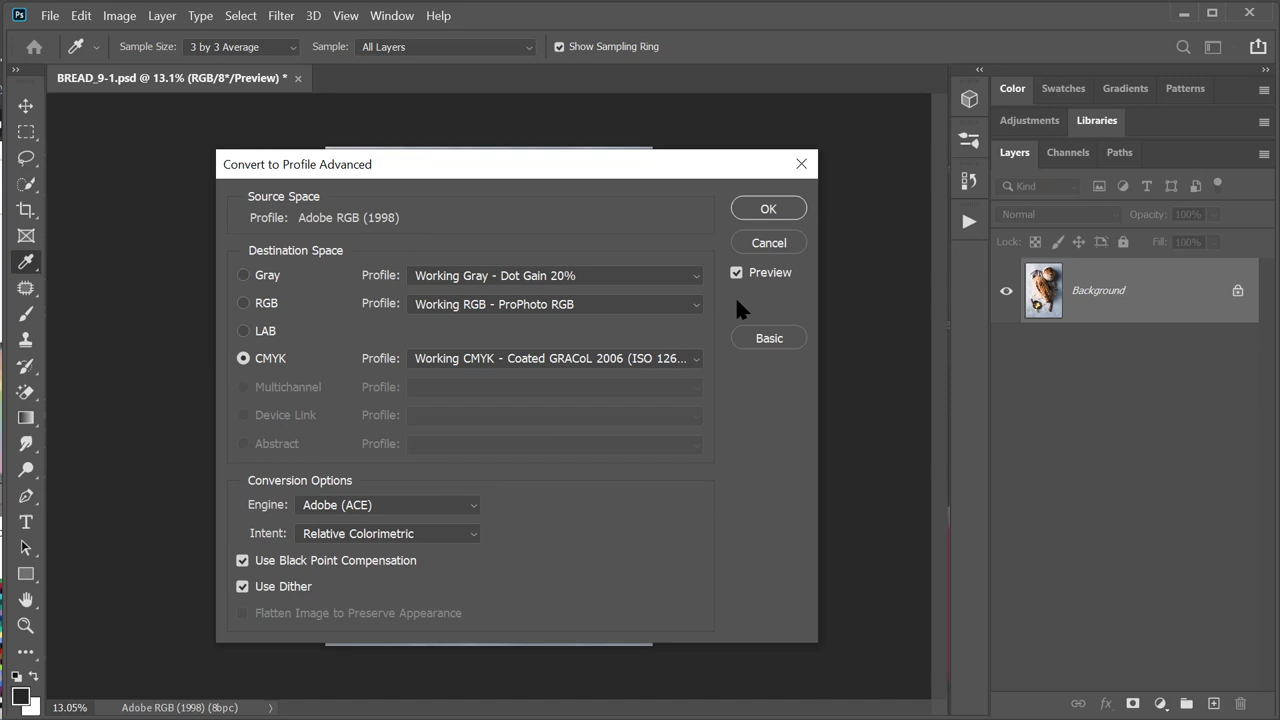 Ps File Edit Image Layer Type Select Filter 3D View Window Help
Sample Size: 3 by 3 Average Sample: All Layers Show Sampling Ring
BREAD_9-1.psd @ 13.1% (RGB/8*/Preview) *
Color Swatches Gradients Patterns
Adjustments Libraries
Layers Channels Paths
Kind
Normal Opacity: 100%
Lock: Fill: 100%
Background
Convert to Profile Advanced
Source Space
Profile: Adobe RGB (1998)
OK
Destination Space
Cancel
Gray Profile: Working Gray - Dot Gain 20%
Preview
RGB Profile: Working RGB - ProPhoto RGB
LAB
Basic
CMYK Profile: Working CMYK - Coated GRACoL 2006 (ISO 126...
Multichannel Profile:
Device Link Profile:
Abstract Profile:
Conversion Options
Engine: Adobe (ACE)
Intent: Relative Colorimetric
Use Black Point Compensation
Use Dither
Flatten Image to Preserve Appearance
13.05% Adobe RGB (1998) (8bpc)
fx